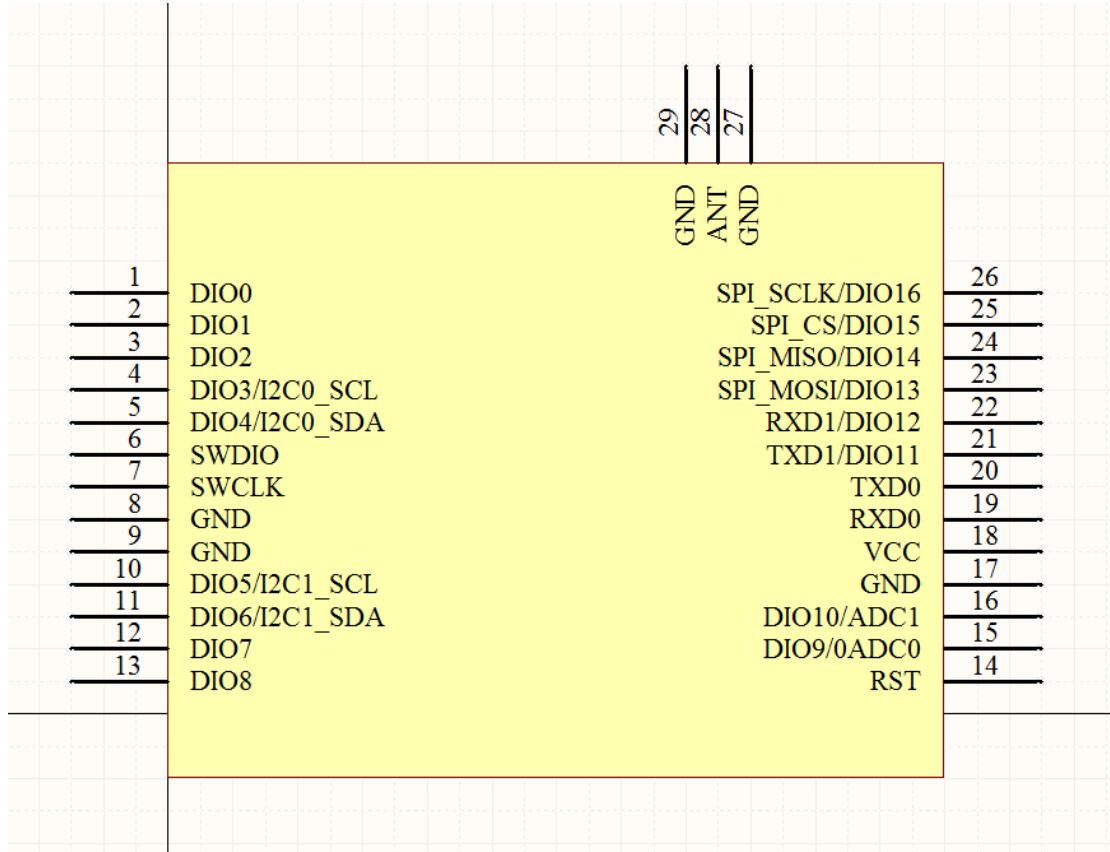 29 28 27
GND ANT GND
1 DIO0 SPI_SCLK/DIO16 26
2 DIO1 SPI_CS/DIO15 25
3 DIO2 SPI_MISO/DIO14 24
4 DIO3/I2C0_SCL SPI_MOSI/DIO13 23
5 DIO4/I2C0_SDA RXD1/DIO12 22
6 SWDIO TXD1/DIO11 21
7 SWCLK TXD0 20
8 GND RXD0 19
9 GND VCC 18
10 DIO5/I2C1_SCL GND 17
11 DIO6/I2C1_SDA DIO10/ADC1 16
12 DIO7 DIO9/0ADC0 15
13 DIO8 RST 14